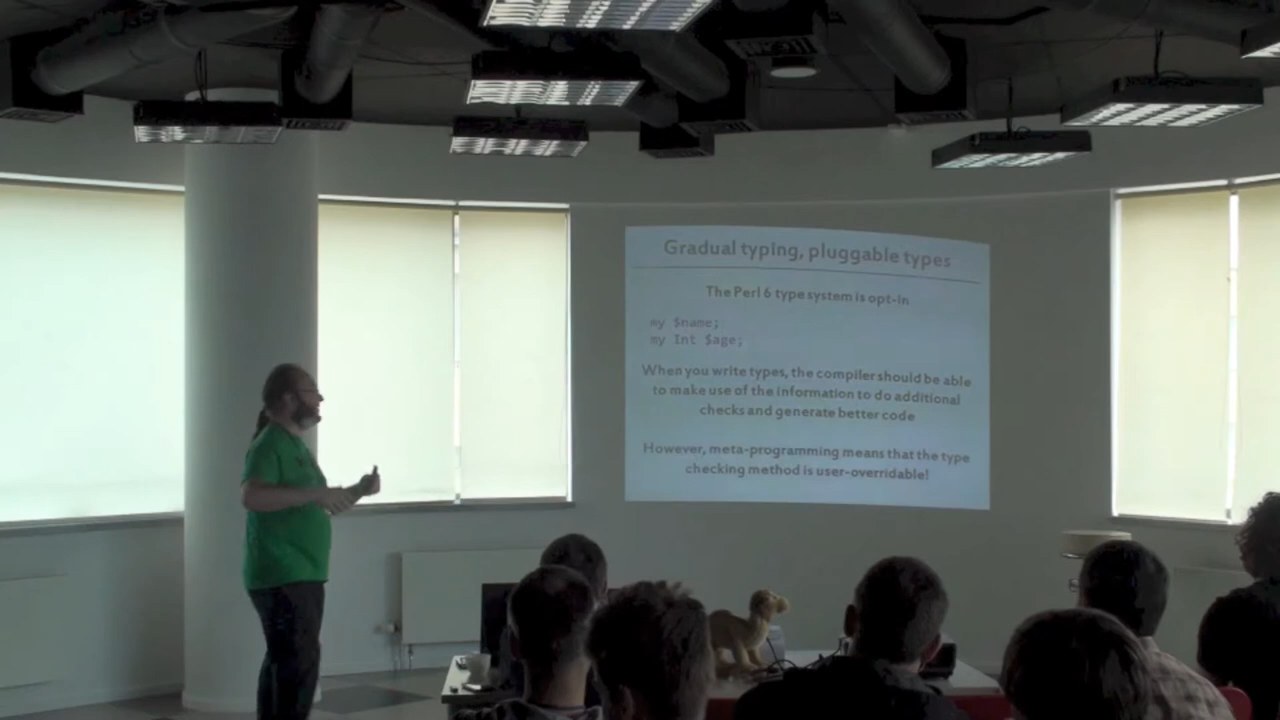 Gradual typing, pluggable types
The Perl 6 type system is opt-in
my $name;
my Int $age;
When you write types, the compiler should be able
to make use of the information to do additional
checks and generate better code
However, meta-programming means that the type
checking method is user-overridable!